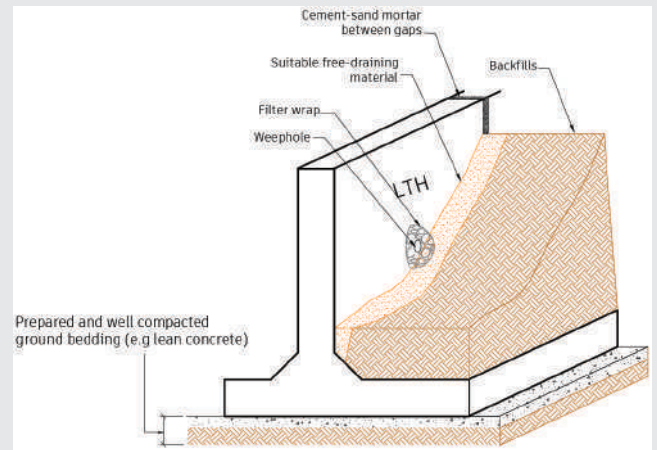 Cement-sand mortar
between gaps
Suitable free-draining
material
Backfills
Filter wrap
Weephole
LTH
Prepared and well compacted
ground bedding (e.g lean concrete)